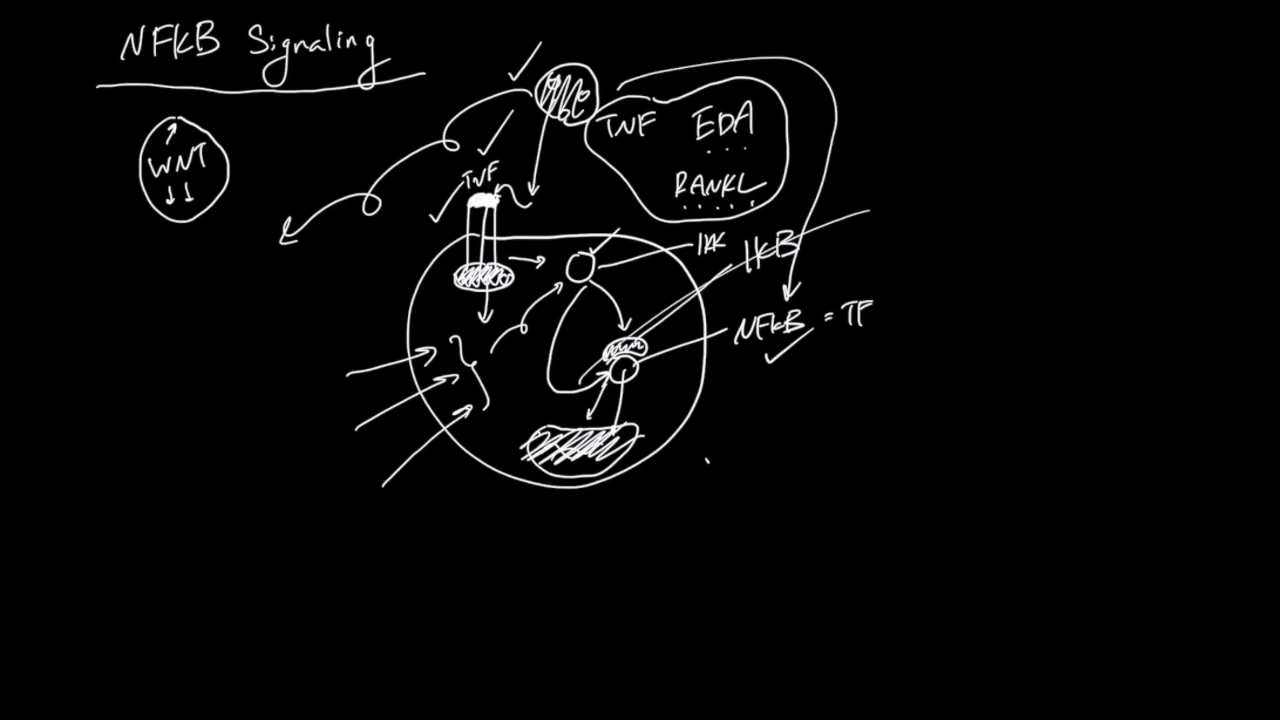 NFKB Signaling
WNT
TNF EDA
RANKL
TNF
IKK
IKB
NFKB = TF